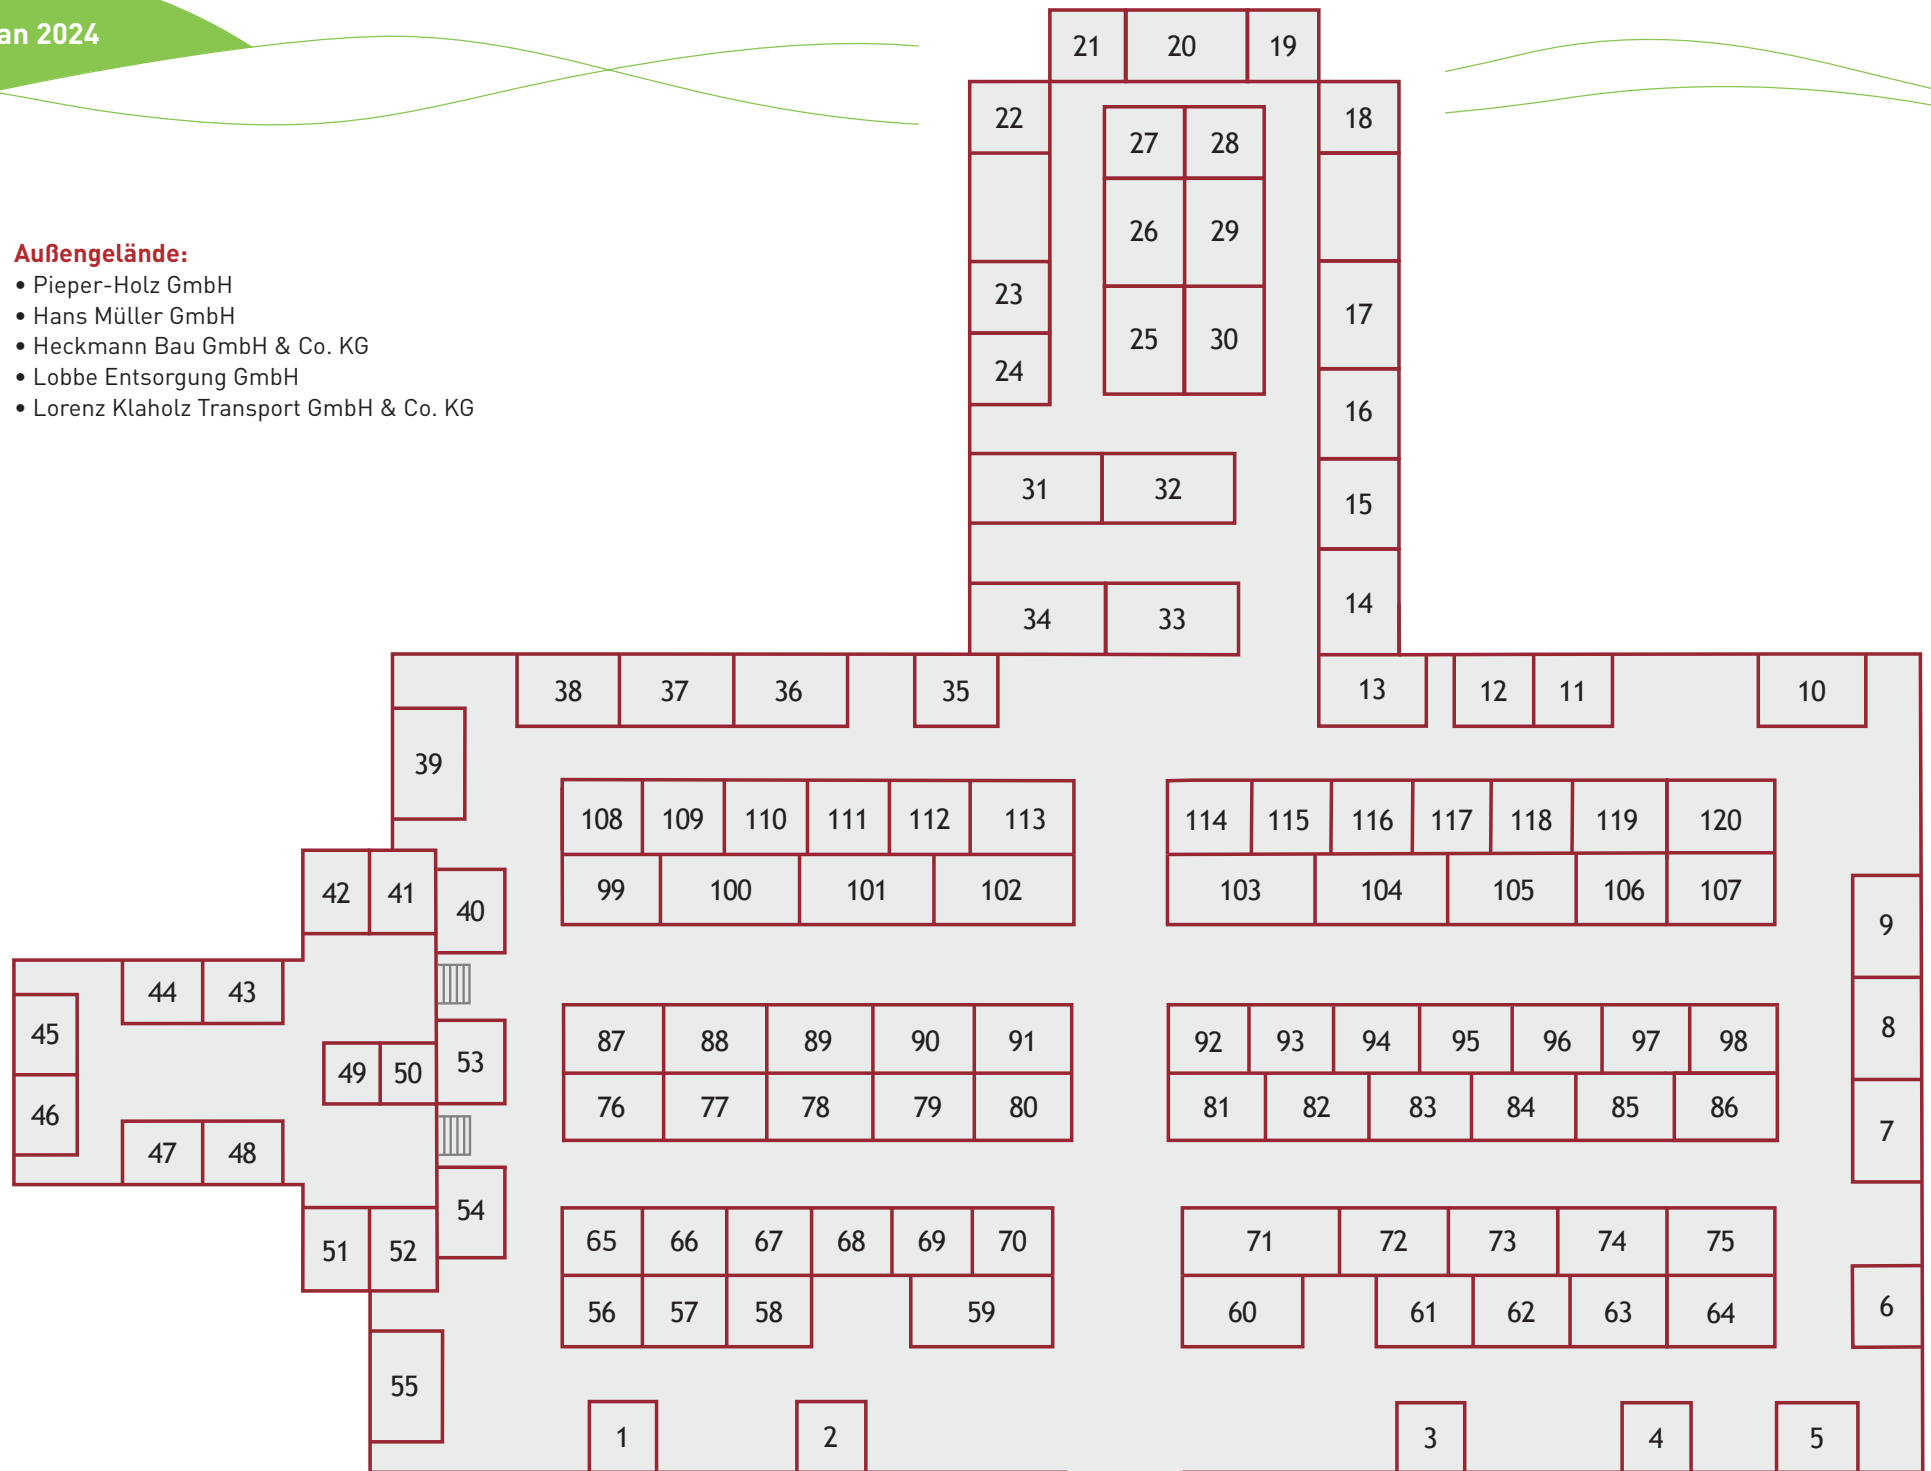 an 2024
21 20 19
22 27 28 18
Außengelände:
• Pieper-Holz GmbH
• Hans Müller GmbH
• Heckmann Bau GmbH & Co. KG
• Lobbe Entsorgung GmbH
• Lorenz Klaholz Transport GmbH & Co. KG
26 29
23 17
25 30
24
16
31 32 15
34 33 14
38 37 36 35 13 12 11 10
39
108 109 110 111 112 113 114 115 116 117 118 119 120
42 41 40 99 100 101 102 103 104 105 106 107
9
44 43
45 53 87 88 89 90 91 92 93 94 95 96 97 98 8
49 50
46 76 77 78 79 80 81 82 83 84 85 86 7
47 48
54
51 52 65 66 67 68 69 70 71 72 73 74 75
56 57 58 59 60 61 62 63 64 6
55
1 2 3 4 5